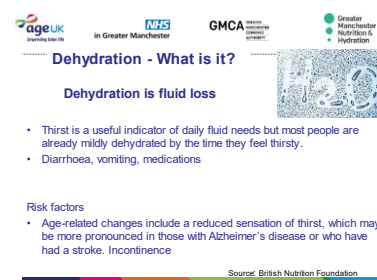 age UK
Improving later life
NHS
in Greater Manchester
GMCA
GREATER
MANCHESTER
COMBINED
AUTHORITY
Greater
Manchester
Nutrition &
Hydration
Dehydration - What is it?
Dehydration is fluid loss
• Thirst is a useful indicator of daily fluid needs but most people are
already mildly dehydrated by the time they feel thirsty.
• Diarrhoea, vomiting, medications
Risk factors
• Age-related changes include a reduced sensation of thirst, which may
be more pronounced in those with Alzheimer's disease or who have
had a stroke. Incontinence
Source: British Nutrition Foundation